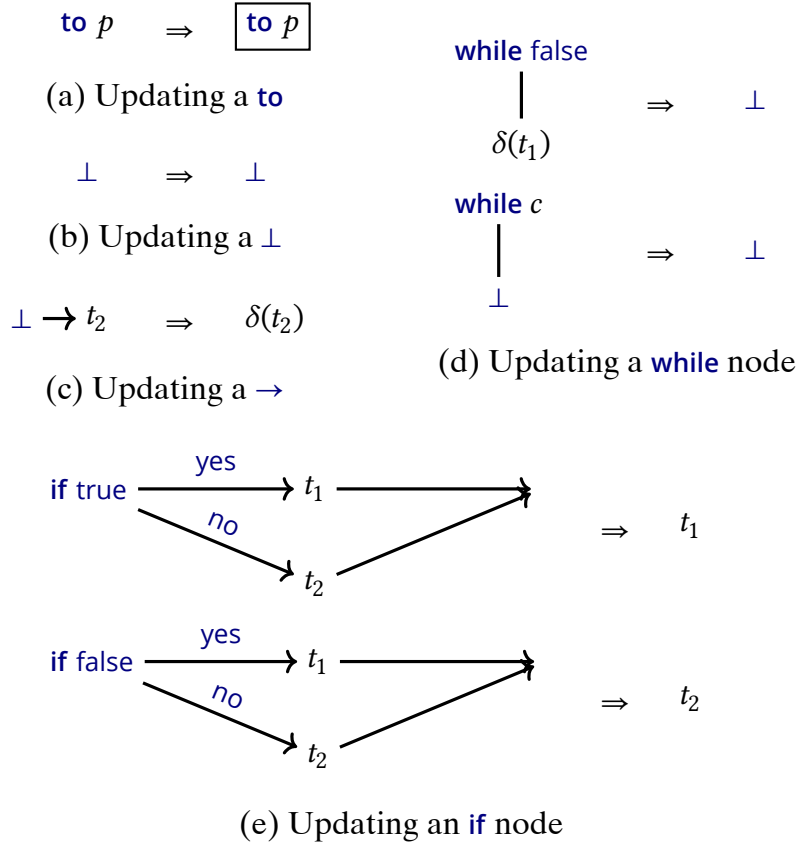 to p ⇒ to p
(a) Updating a to
⊥ ⇒ ⊥
(b) Updating a ⊥
⊥ → t₂ ⇒ δ(t₂)
(c) Updating a →
while false
⇒ ⊥
δ(t₁)
while c
⇒ ⊥
⊥
(d) Updating a while node
yes
if true t₁
no
⇒ t₁
t₂
yes
if false t₁
no
⇒ t₂
t₂
(e) Updating an if node